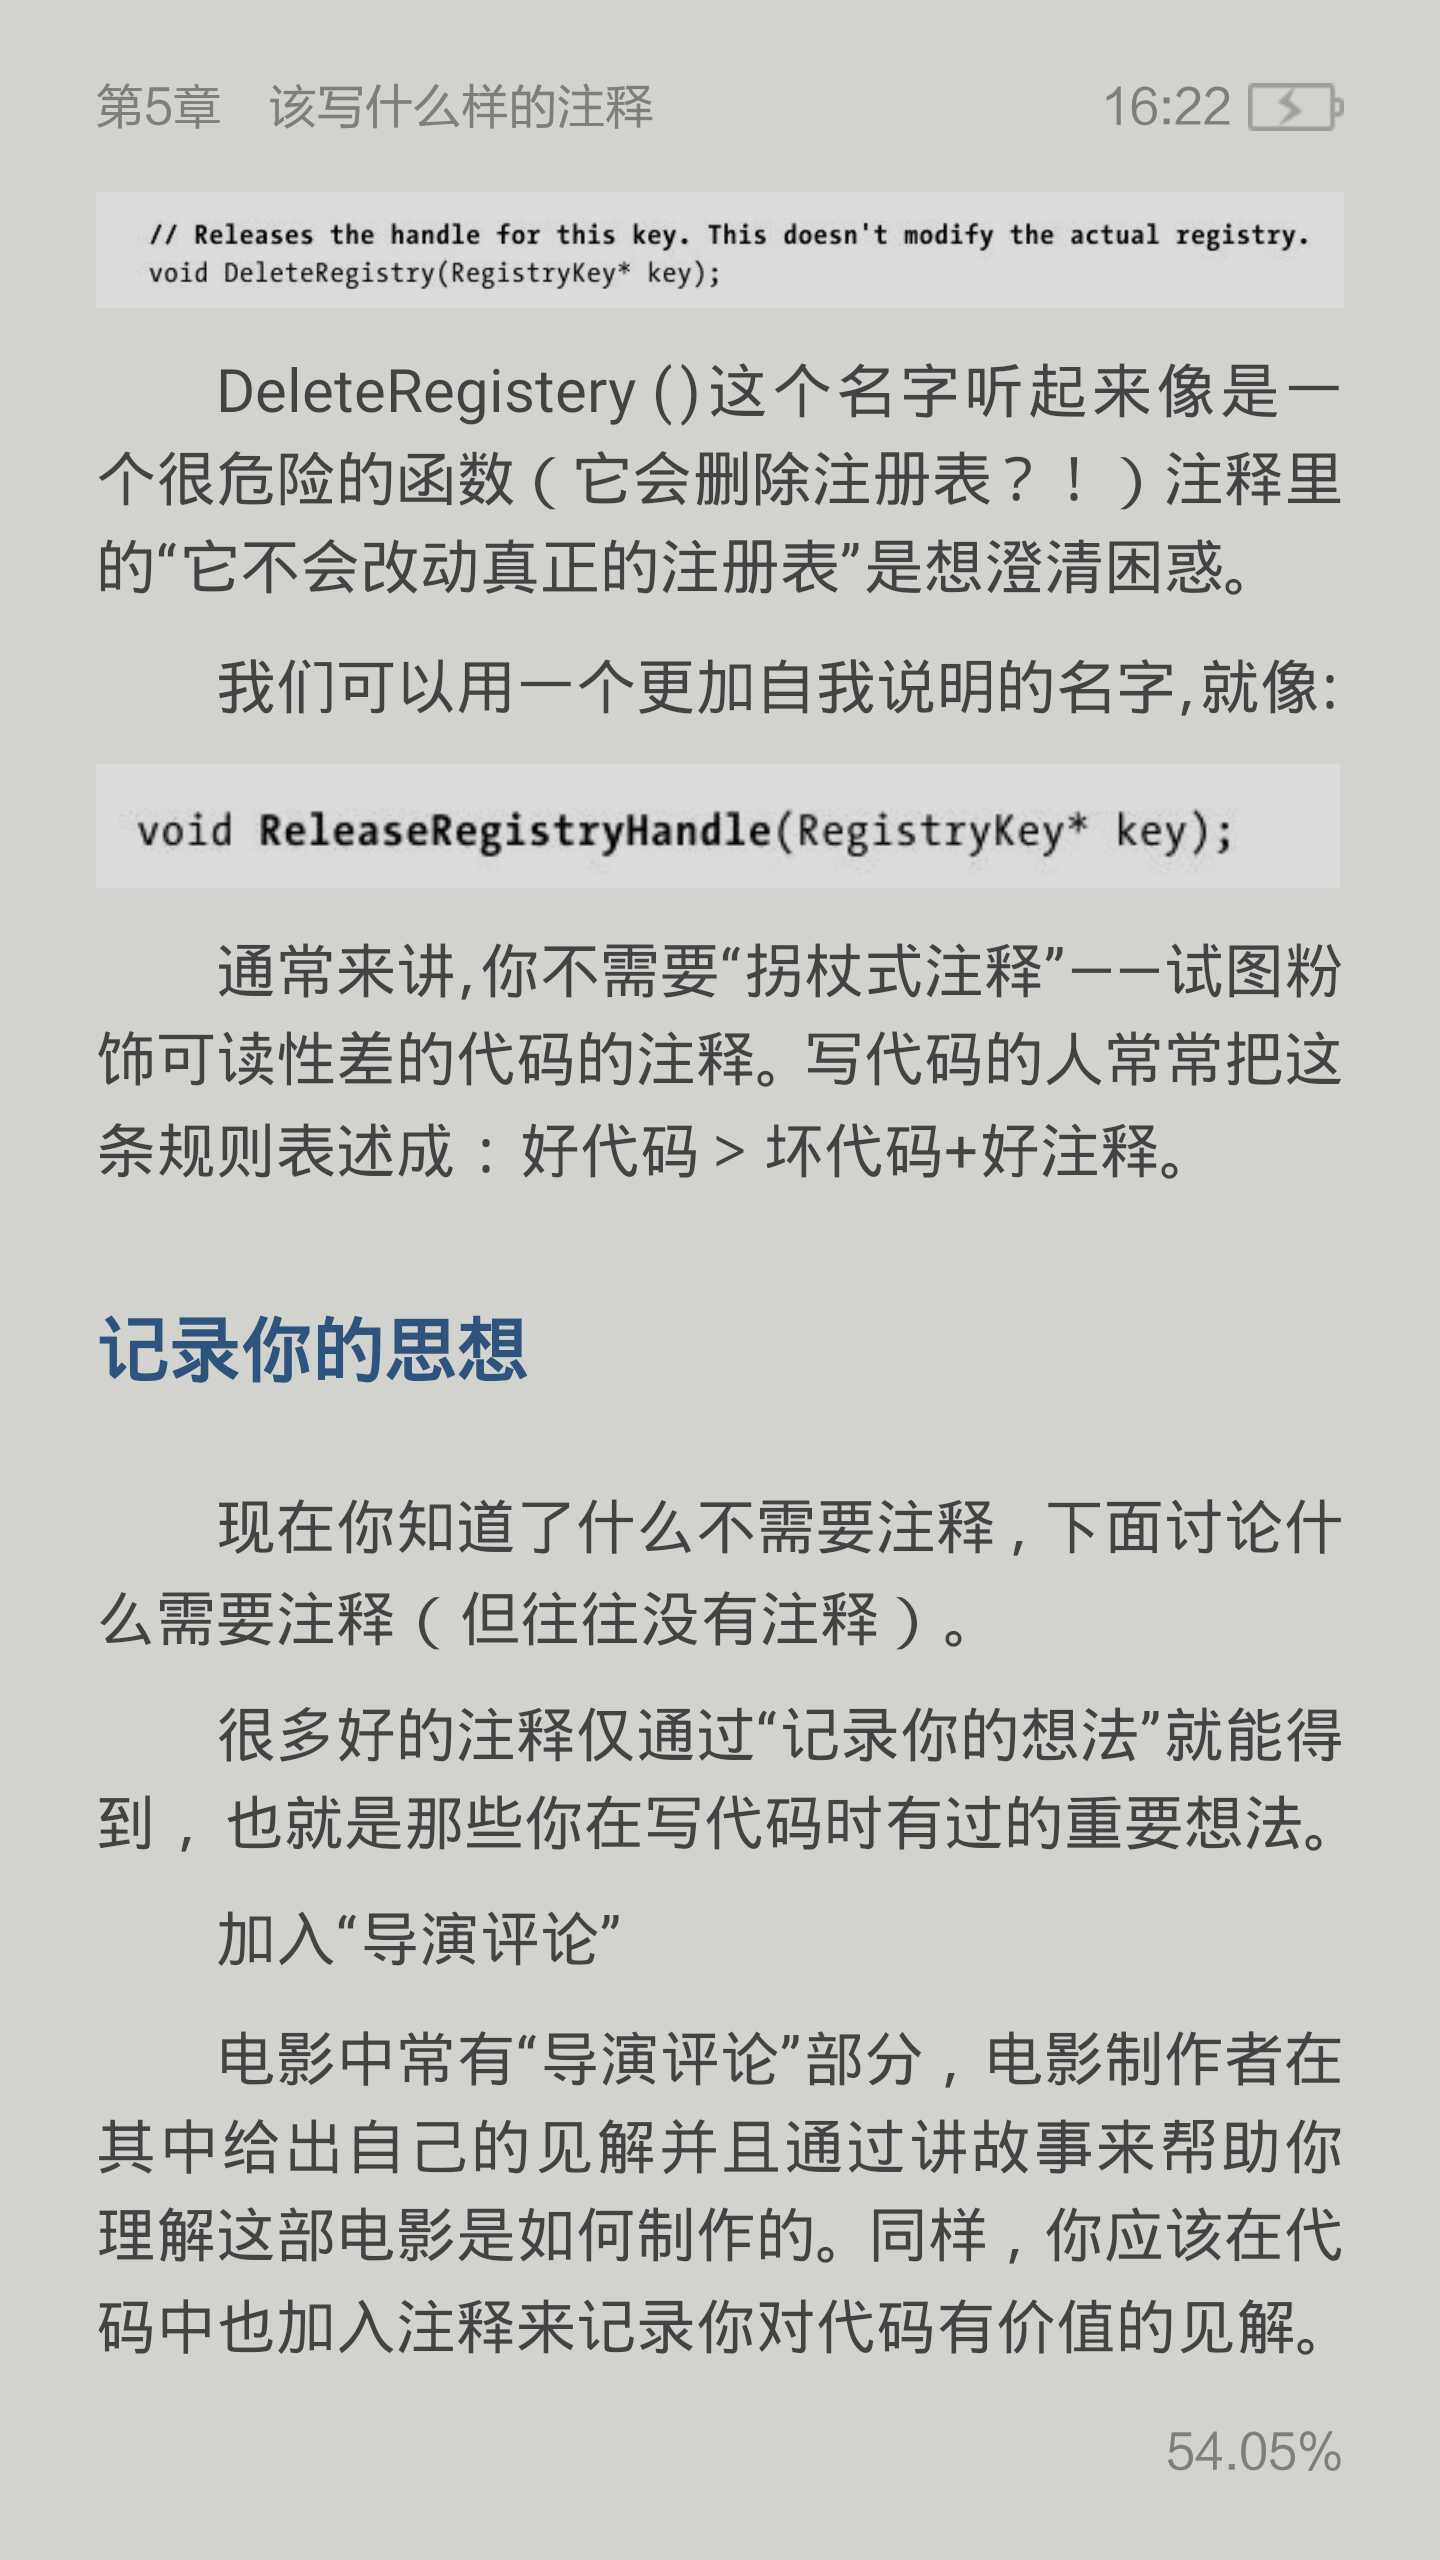 第5章　该写什么样的注释
16:22
// Releases the handle for this key. This doesn't modify the actual registry.
void DeleteRegistry(RegistryKey* key);
DeleteRegistery ()这个名字听起来像是一
个很危险的函数（它会删除注册表？！）注释里
的“它不会改动真正的注册表”是想澄清困惑。
我们可以用一个更加自我说明的名字,就像:
void ReleaseRegistryHandle(RegistryKey* key);
通常来讲,你不需要“拐杖式注释”——试图粉
饰可读性差的代码的注释。写代码的人常常把这
条规则表述成：好代码 > 坏代码+好注释。
记录你的思想
现在你知道了什么不需要注释，下面讨论什
么需要注释（但往往没有注释）。
很多好的注释仅通过“记录你的想法”就能得
到，也就是那些你在写代码时有过的重要想法。
加入“导演评论”
电影中常有“导演评论”部分，电影制作者在
其中给出自己的见解并且通过讲故事来帮助你
理解这部电影是如何制作的。同样，你应该在代
码中也加入注释来记录你对代码有价值的见解。
54.05%